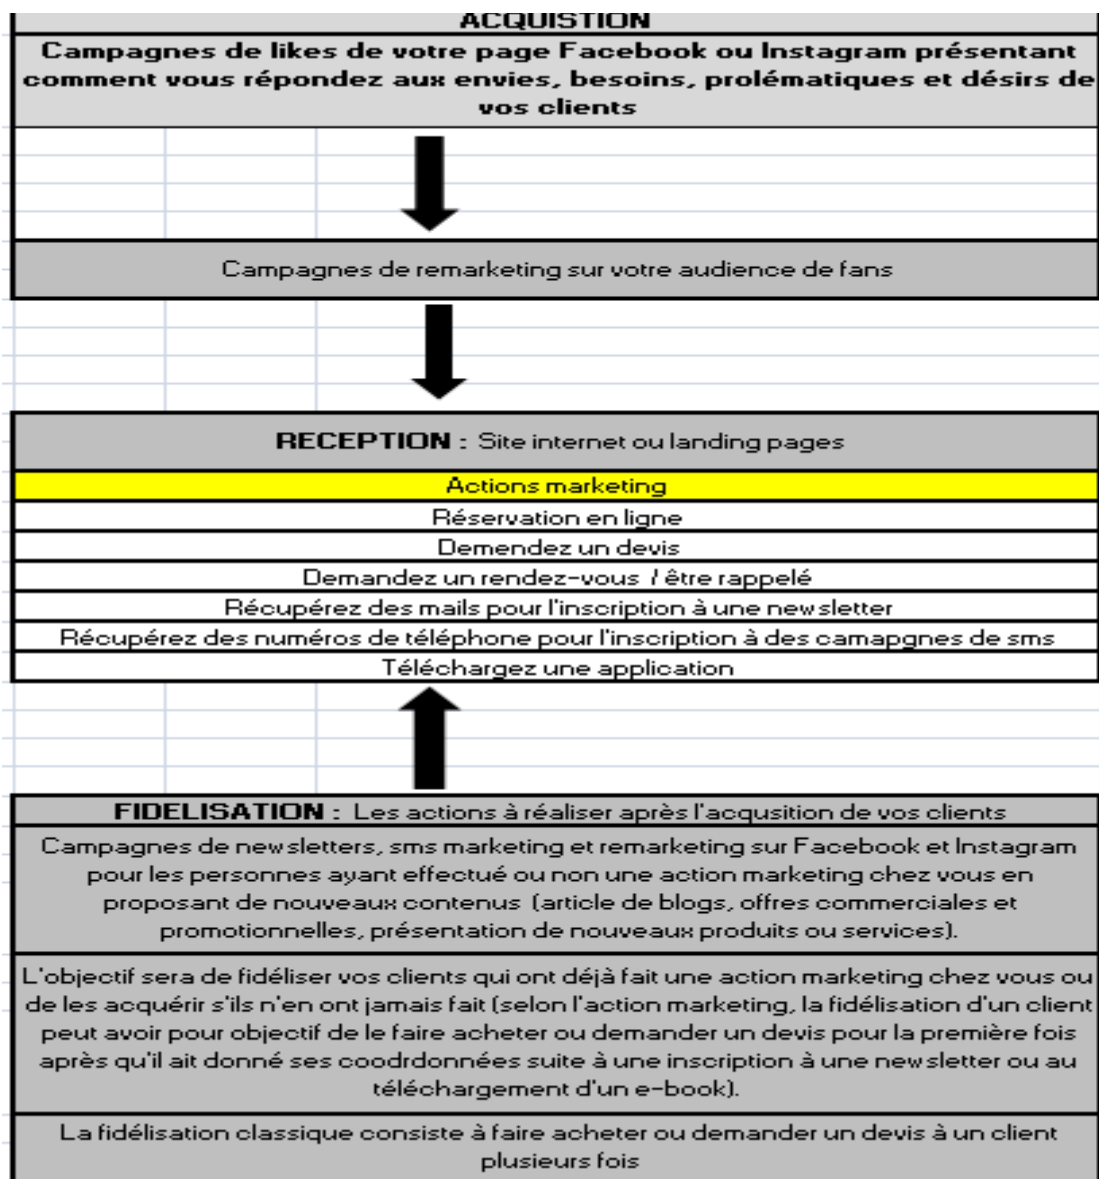 ACQUISTION
Campagnes de likes de votre page Facebook ou Instagram présentant
comment vous répondez aux envies, besoins, prolématiques et désirs de
vos clients
Campagnes de remarketing sur votre audience de fans
RECEPTION : Site internet ou landing pages
Actions marketing
Réservation en ligne
Demendez un devis
Demandez un rendez-vous / être rappelé
Récupérez des mails pour l'inscription à une newsletter
Récupérez des numéros de téléphone pour l'inscription à des camapgnes de sms
Téléchargez une application
FIDELISATION : Les actions à réaliser après l'acqusition de vos clients
Campagnes de newsletters, sms marketing et remarketing sur Facebook et Instagram
pour les personnes ayant effectué ou non une action marketing chez vous en
proposant de nouveaux contenus (article de blogs, offres commerciales et
promotionnelles, présentation de nouveaux produits ou services).
L'objectif sera de fidéliser vos clients qui ont déjà fait une action marketing chez vous ou
de les acquérir s'ils n'en ont jamais fait (selon l'action marketing, la fidélisation d'un client
peut avoir pour objectif de le faire acheter ou demander un devis pour la première fois
après qu'il ait donné ses coodrdonnées suite à une inscription à une newsletter ou au
téléchargement d'un e-book).
La fidélisation classique consiste à faire acheter ou demander un devis à un client
plusieurs fois